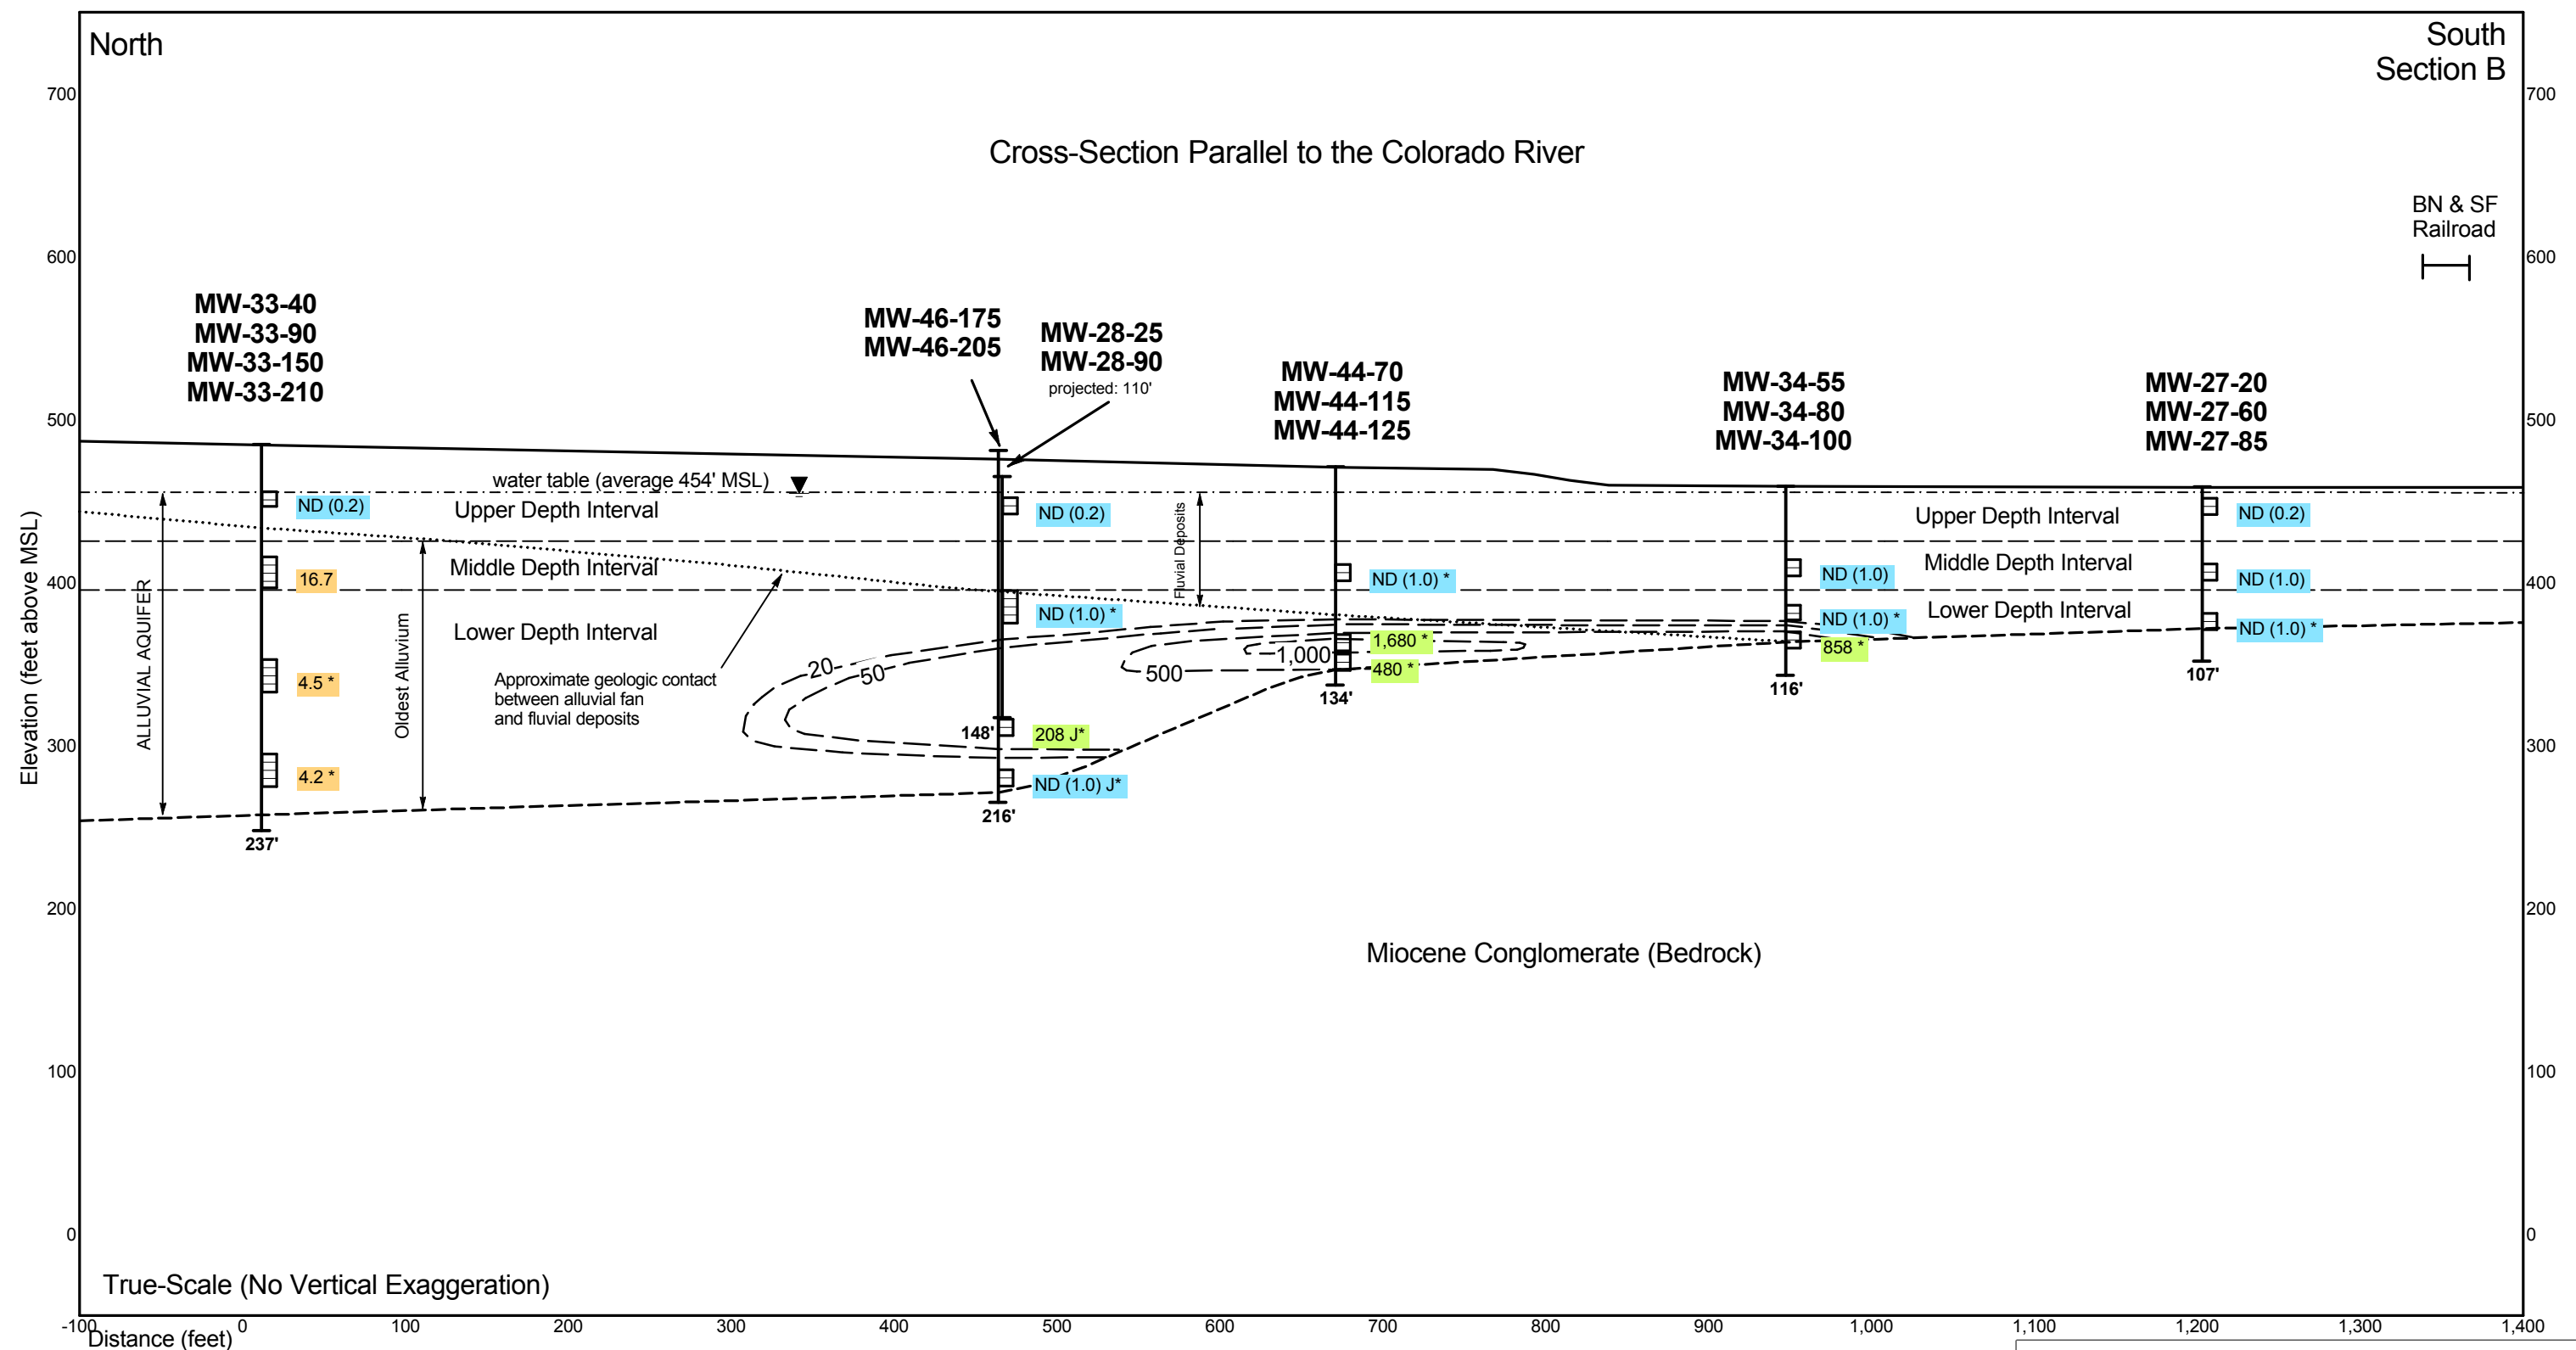 North
South
Section B
Cross-Section Parallel to the Colorado River
BN & SF
Railroad
700
600
500
400
300
200
100
0
Elevation (feet above MSL)
700
600
500
400
300
200
100
0
MW-33-40
MW-33-90
MW-33-150
MW-33-210
MW-46-175
MW-46-205
MW-28-25
MW-28-90
projected: 110'
MW-44-70
MW-44-115
MW-44-125
MW-34-55
MW-34-80
MW-34-100
MW-27-20
MW-27-60
MW-27-85
water table (average 454' MSL)
Upper Depth Interval
Middle Depth Interval
Lower Depth Interval
ALLUVIAL AQUIFER
Oldest Alluvium
Fluvial Deposits
Approximate geologic contact
between alluvial fan
and fluvial deposits
Upper Depth Interval
Middle Depth Interval
Lower Depth Interval
ND (0.2)
16.7
4.5 *
4.2 *
237'
ND (0.2)
ND (1.0) *
148'
208 J*
ND (1.0) J*
216'
20
50
500
1,000
ND (1.0) *
1,680 *
480 *
134'
ND (1.0)
ND (1.0) *
858 *
116'
ND (0.2)
ND (1.0)
ND (1.0) *
107'
Miocene Conglomerate (Bedrock)
True-Scale (No Vertical Exaggeration)
-100 0 100 200 300 400 500 600 700 800 900 1,000 1,100 1,200 1,300 1,400
Distance (feet)